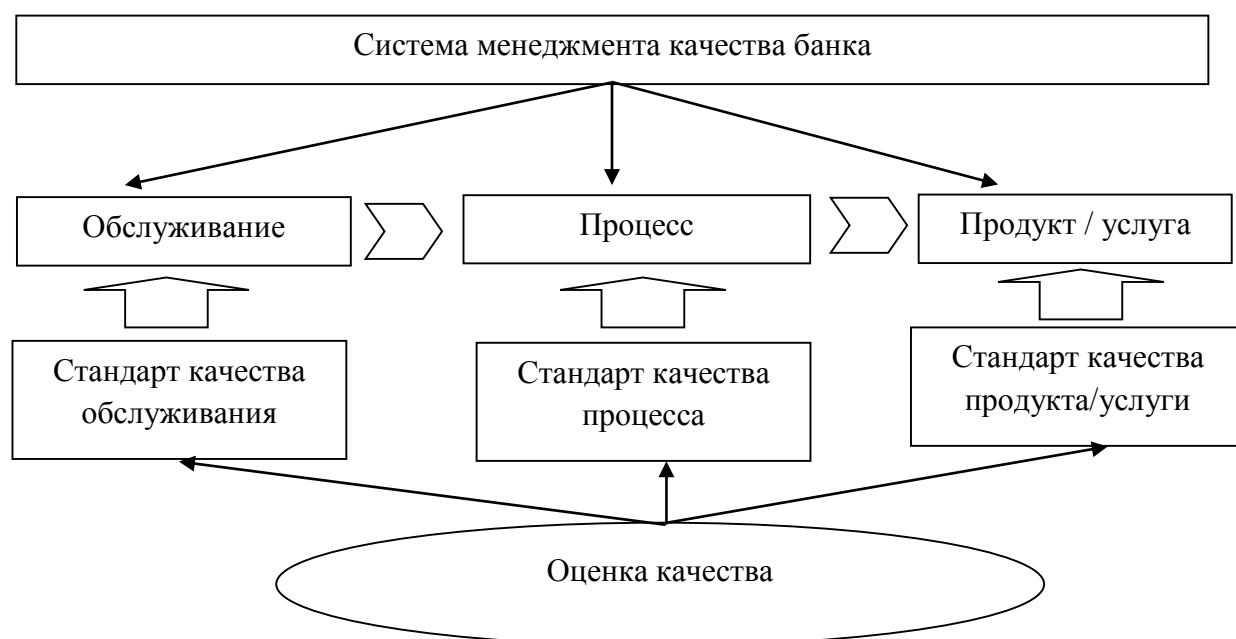 Система менеджмента качества банка
Обслуживание
Процесс
Продукт / услуга
Стандарт качества
обслуживания
Стандарт качества
процесса
Стандарт качества
продукта/услуги
Оценка качества